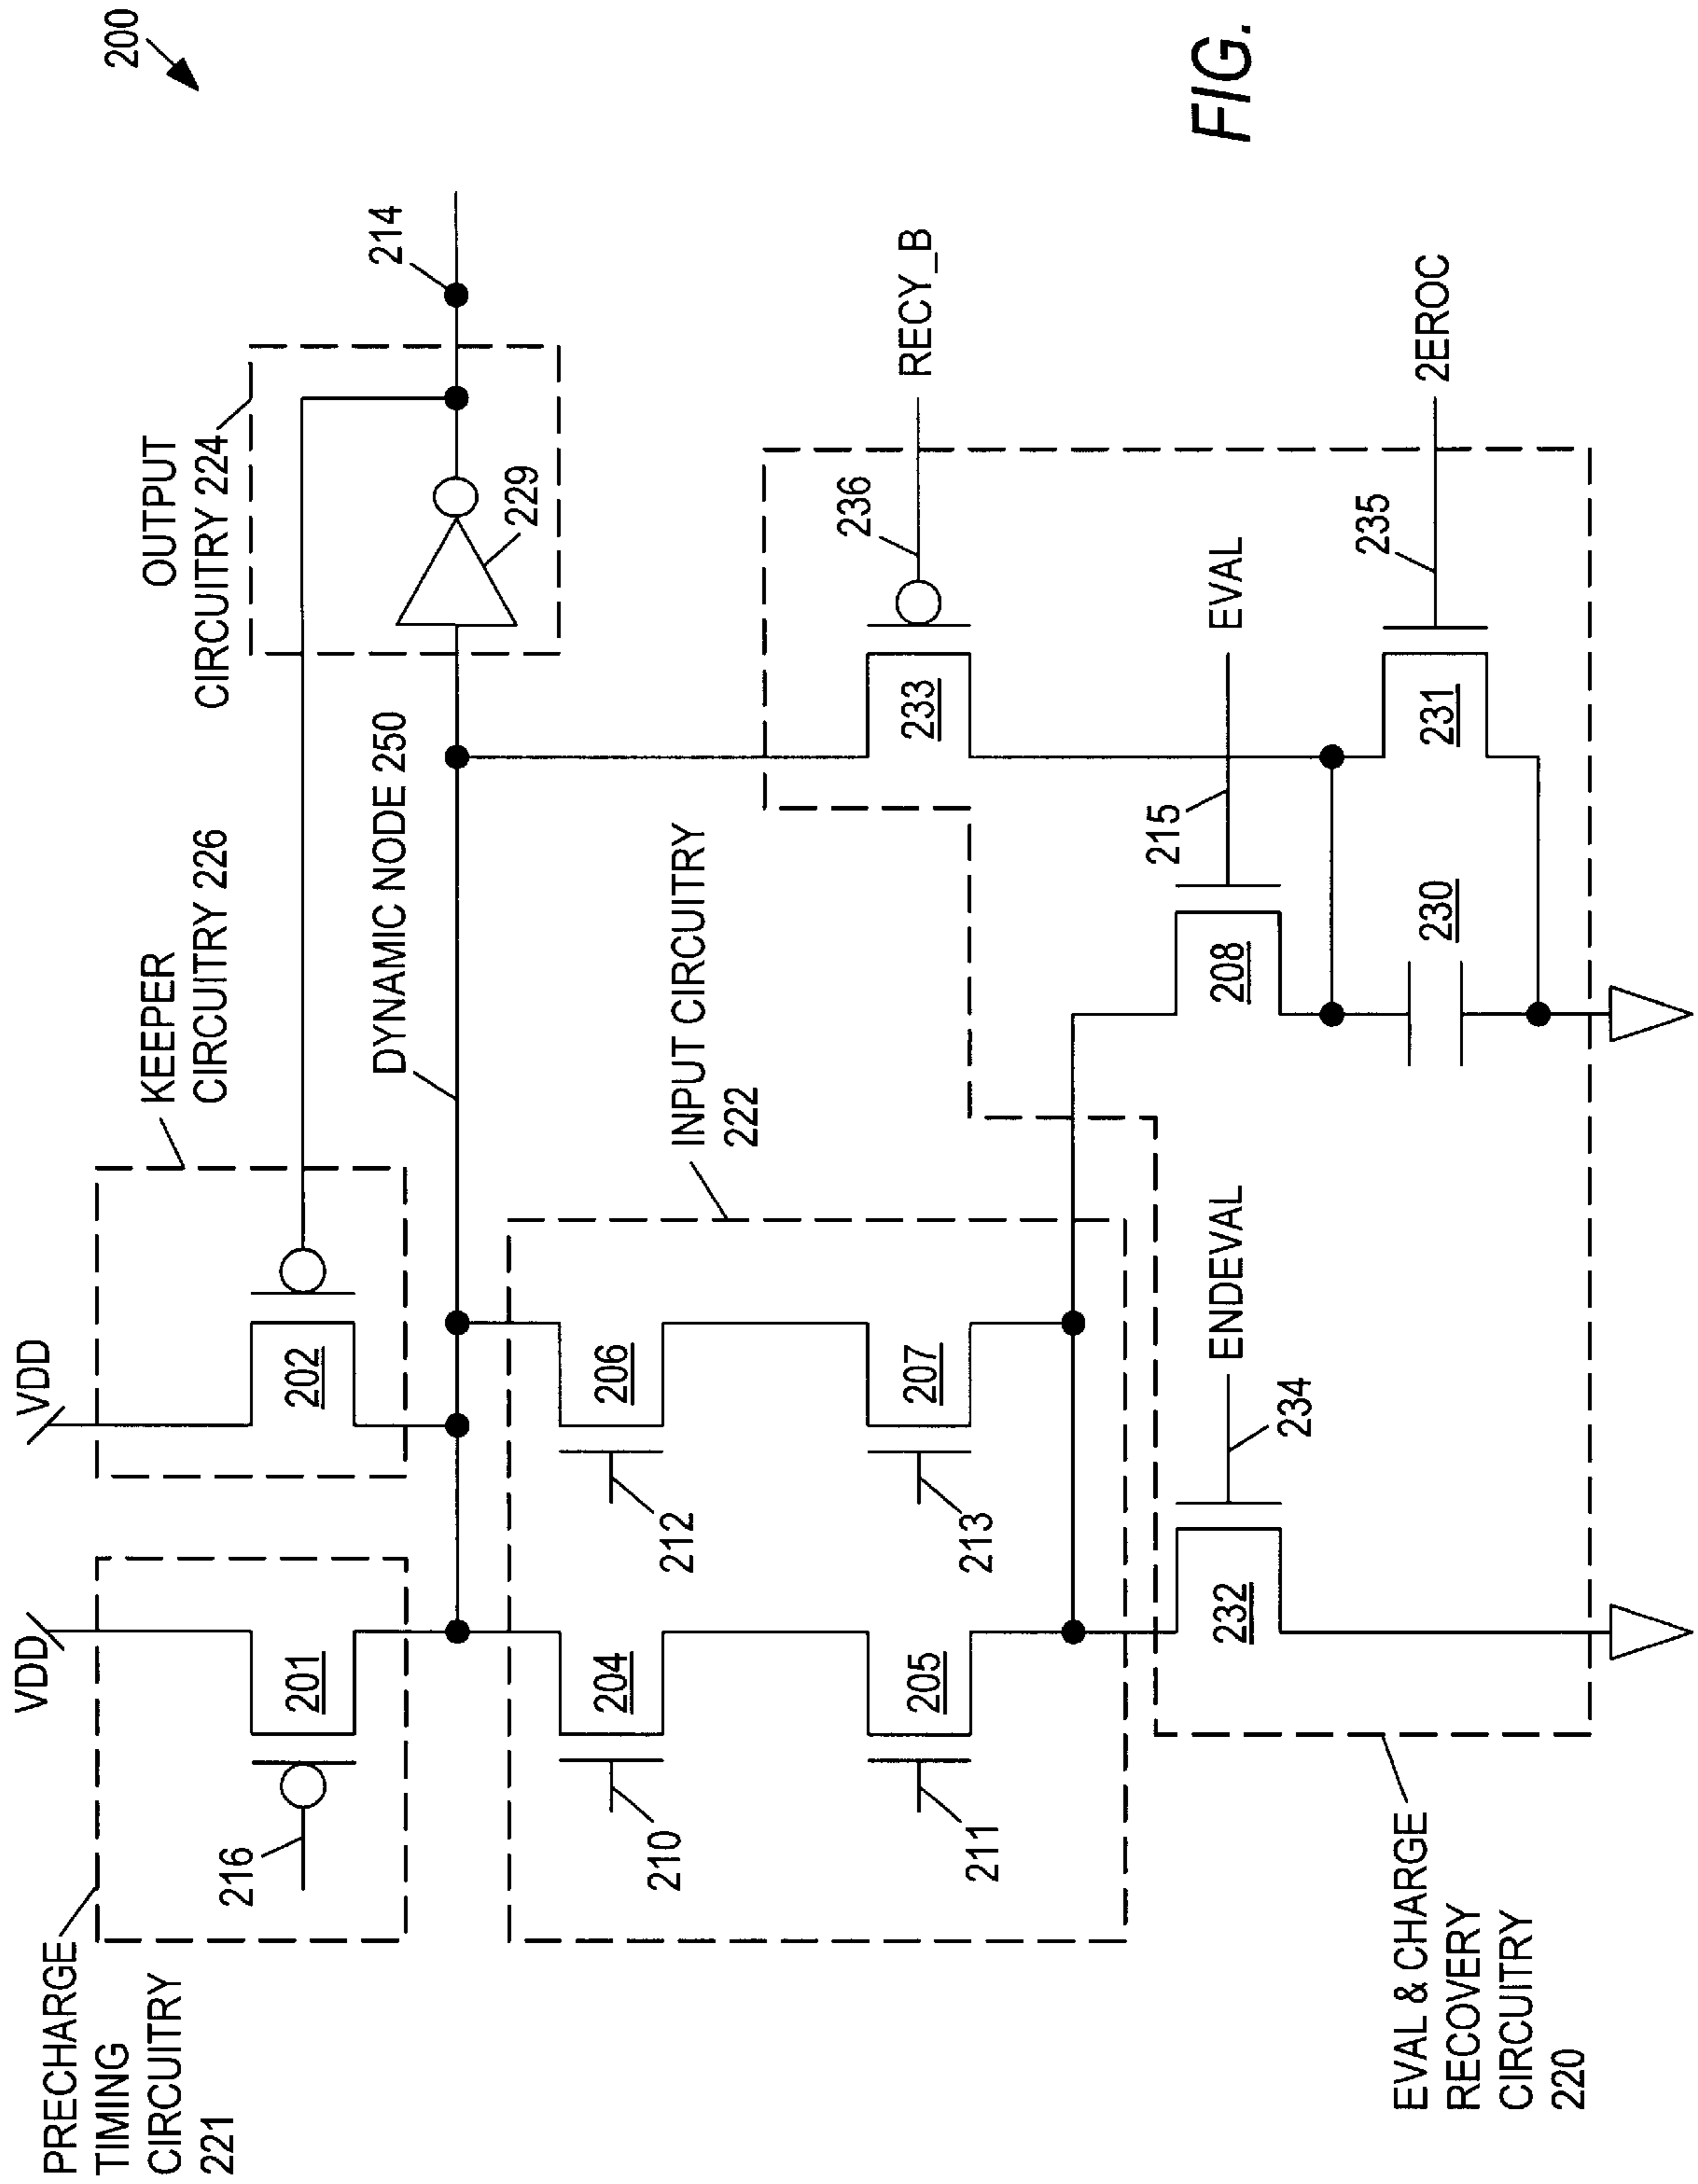 200
VDD
VDD
PRECHARGE
TIMING
CIRCUITRY
221
216
201
KEEPER
CIRCUITRY 226
202
OUTPUT
CIRCUITRY 224
229
214
DYNAMIC NODE 250
INPUT CIRCUITRY
222
210
204
212
206
211
205
213
207
236
RECY_B
233
EVAL
215
208
230
235
2EROC
231
ENDEVAL
234
232
EVAL & CHARGE
RECOVERY
CIRCUITRY
220
FIG.